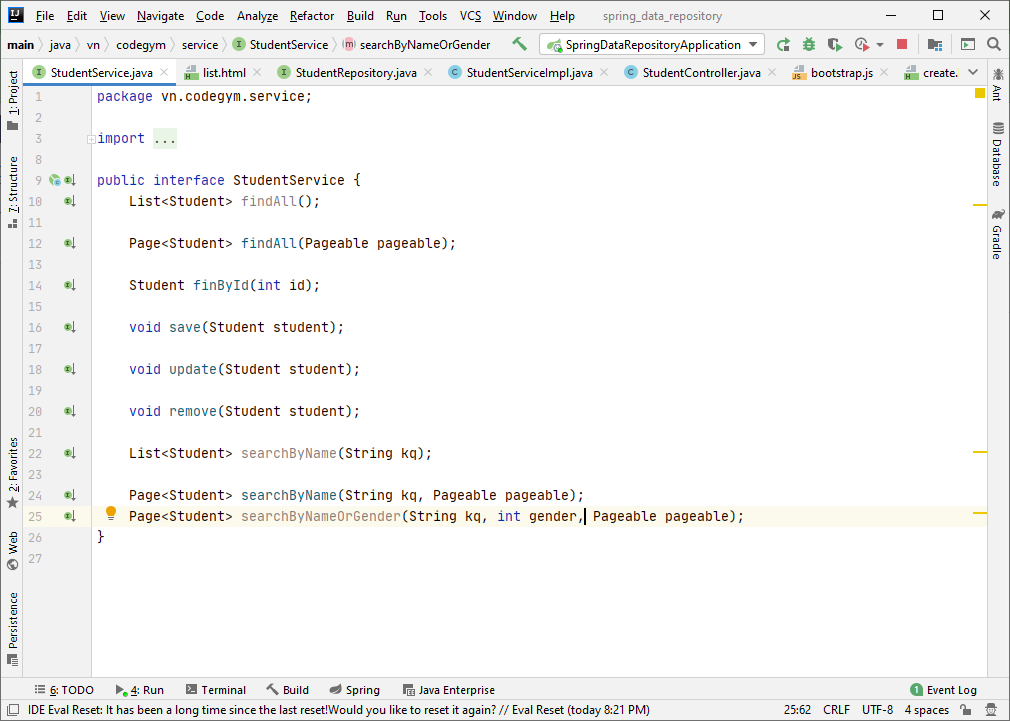 File Edit View Navigate Code Analyze Refactor Build Run Tools VCS Window Help spring_data_repository
main java vn codegym service StudentService searchByNameOrGender SpringDataRepositoryApplication
StudentService.java list.html StudentRepository.java StudentServiceImpl.java StudentController.java bootstrap.js create.
1: Project
7: Structure
2: Favorites
Web
Persistence
1 package vn.codegym.service;
2
3 import ...
8
9 public interface StudentService {
10 List<Student> findAll();
11
12 Page<Student> findAll(Pageable pageable);
13
14 Student finById(int id);
15
16 void save(Student student);
17
18 void update(Student student);
19
20 void remove(Student student);
21
22 List<Student> searchByName(String kq);
23
24 Page<Student> searchByName(String kq, Pageable pageable);
25 Page<Student> searchByNameOrGender(String kq, int gender, Pageable pageable);
26 }
27
Ant
Database
Gradle
6: TODO 4: Run Terminal Build Spring Java Enterprise 1 Event Log
IDE Eval Reset: It has been a long time since the last reset!Would you like to reset it again? // Eval Reset (today 8:21 PM) 25:62 CRLF UTF-8 4 spaces